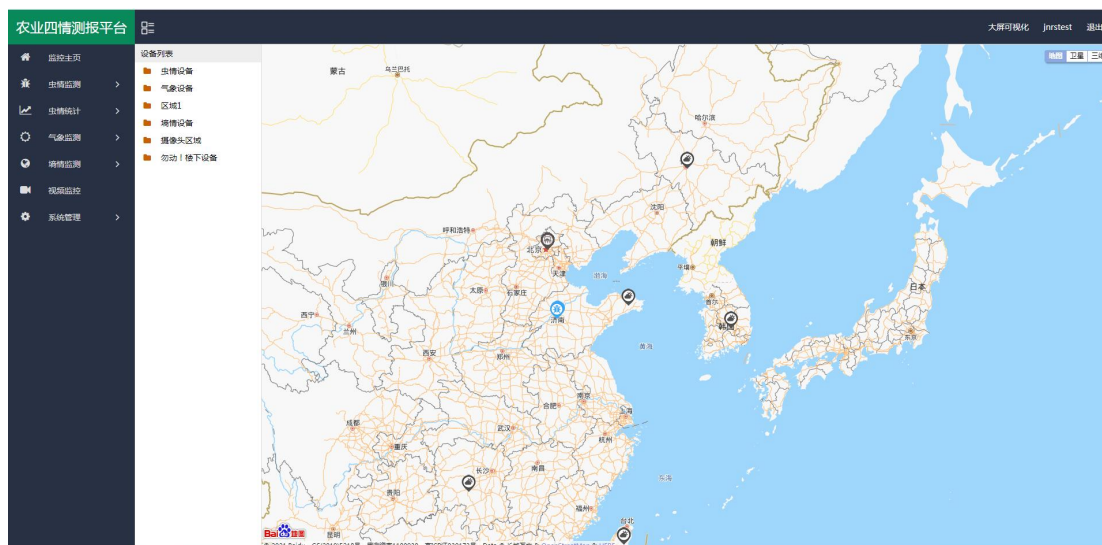 农业四情测报平台
大屏可视化 jnrstest 退出
监控主页
虫情监测
虫情统计
气象监测
墒情监测
视频监控
系统管理
设备列表
虫情设备
气象设备
区域1
墒情设备
摄像头区域
勿动！楼下设备
地图 卫星 三维
蒙古
乌兰巴托
哈尔滨
沈阳
呼和浩特
北京
朝鲜
天津
渤海
平壤
银川
太原
石家庄
首尔
日本
西宁
济南
韩国
兰州
东京
西安
郑州
黄海
南京
合肥
上海
成都
武汉
杭州
重庆
长沙
南昌
东海
贵阳
福州
台北
昆明
Bai 地图